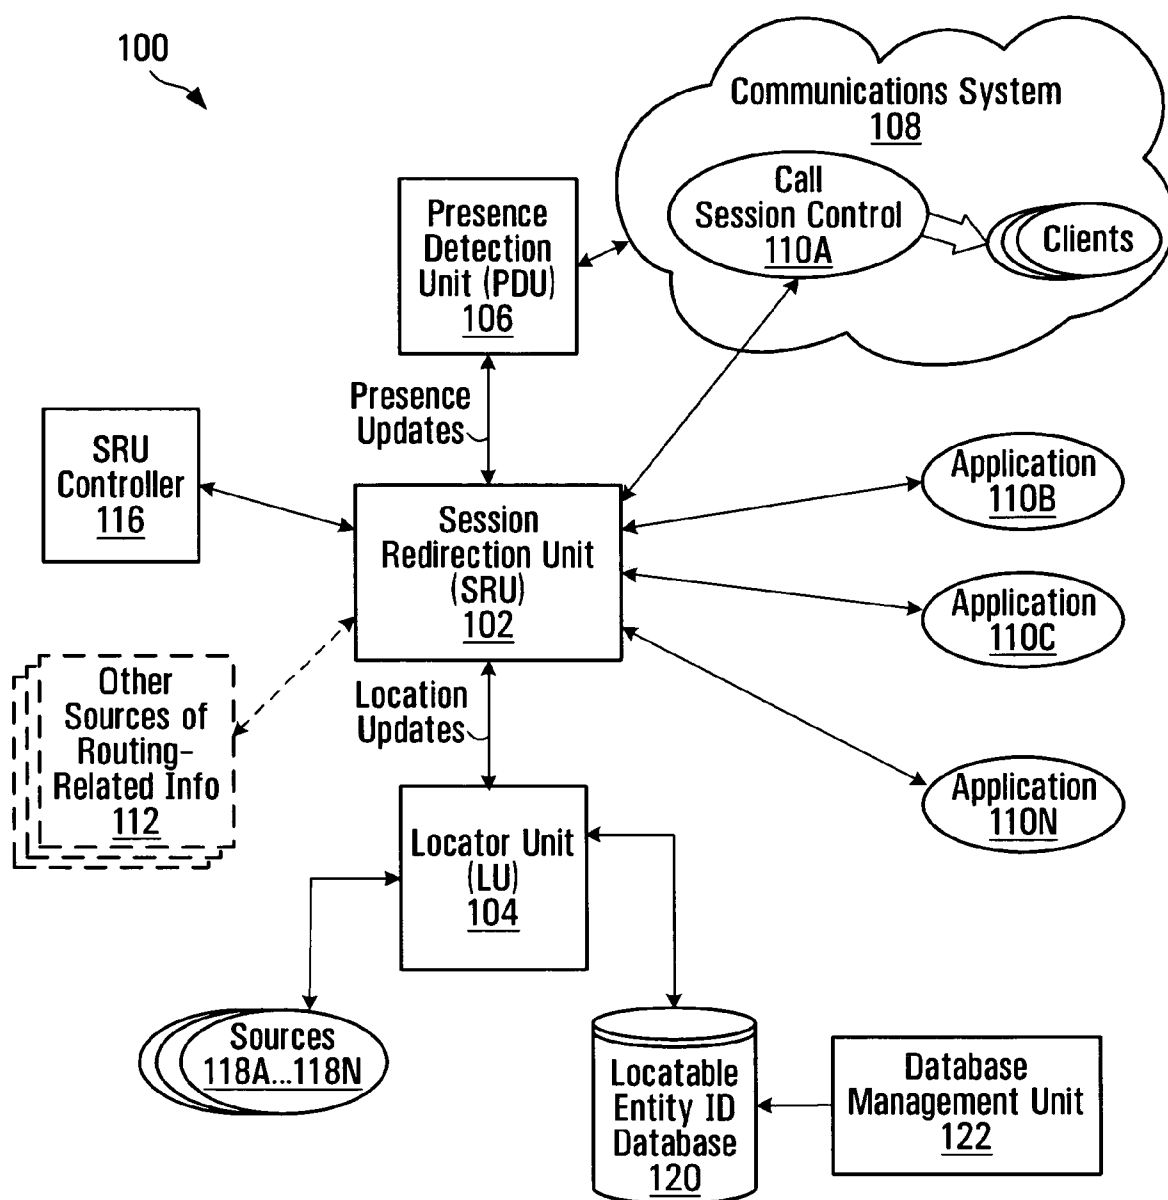 100
Communications System
108
Call
Session Control
110A
Clients
Presence
Detection
Unit (PDU)
106
Presence
Updates
SRU
Controller
116
Session
Redirection Unit
(SRU)
102
Application
110B
Application
110C
Application
110N
Other
Sources of
Routing-
Related Info
112
Location
Updates
Locator Unit
(LU)
104
Sources
118A...118N
Locatable
Entity ID
Database
120
Database
Management Unit
122